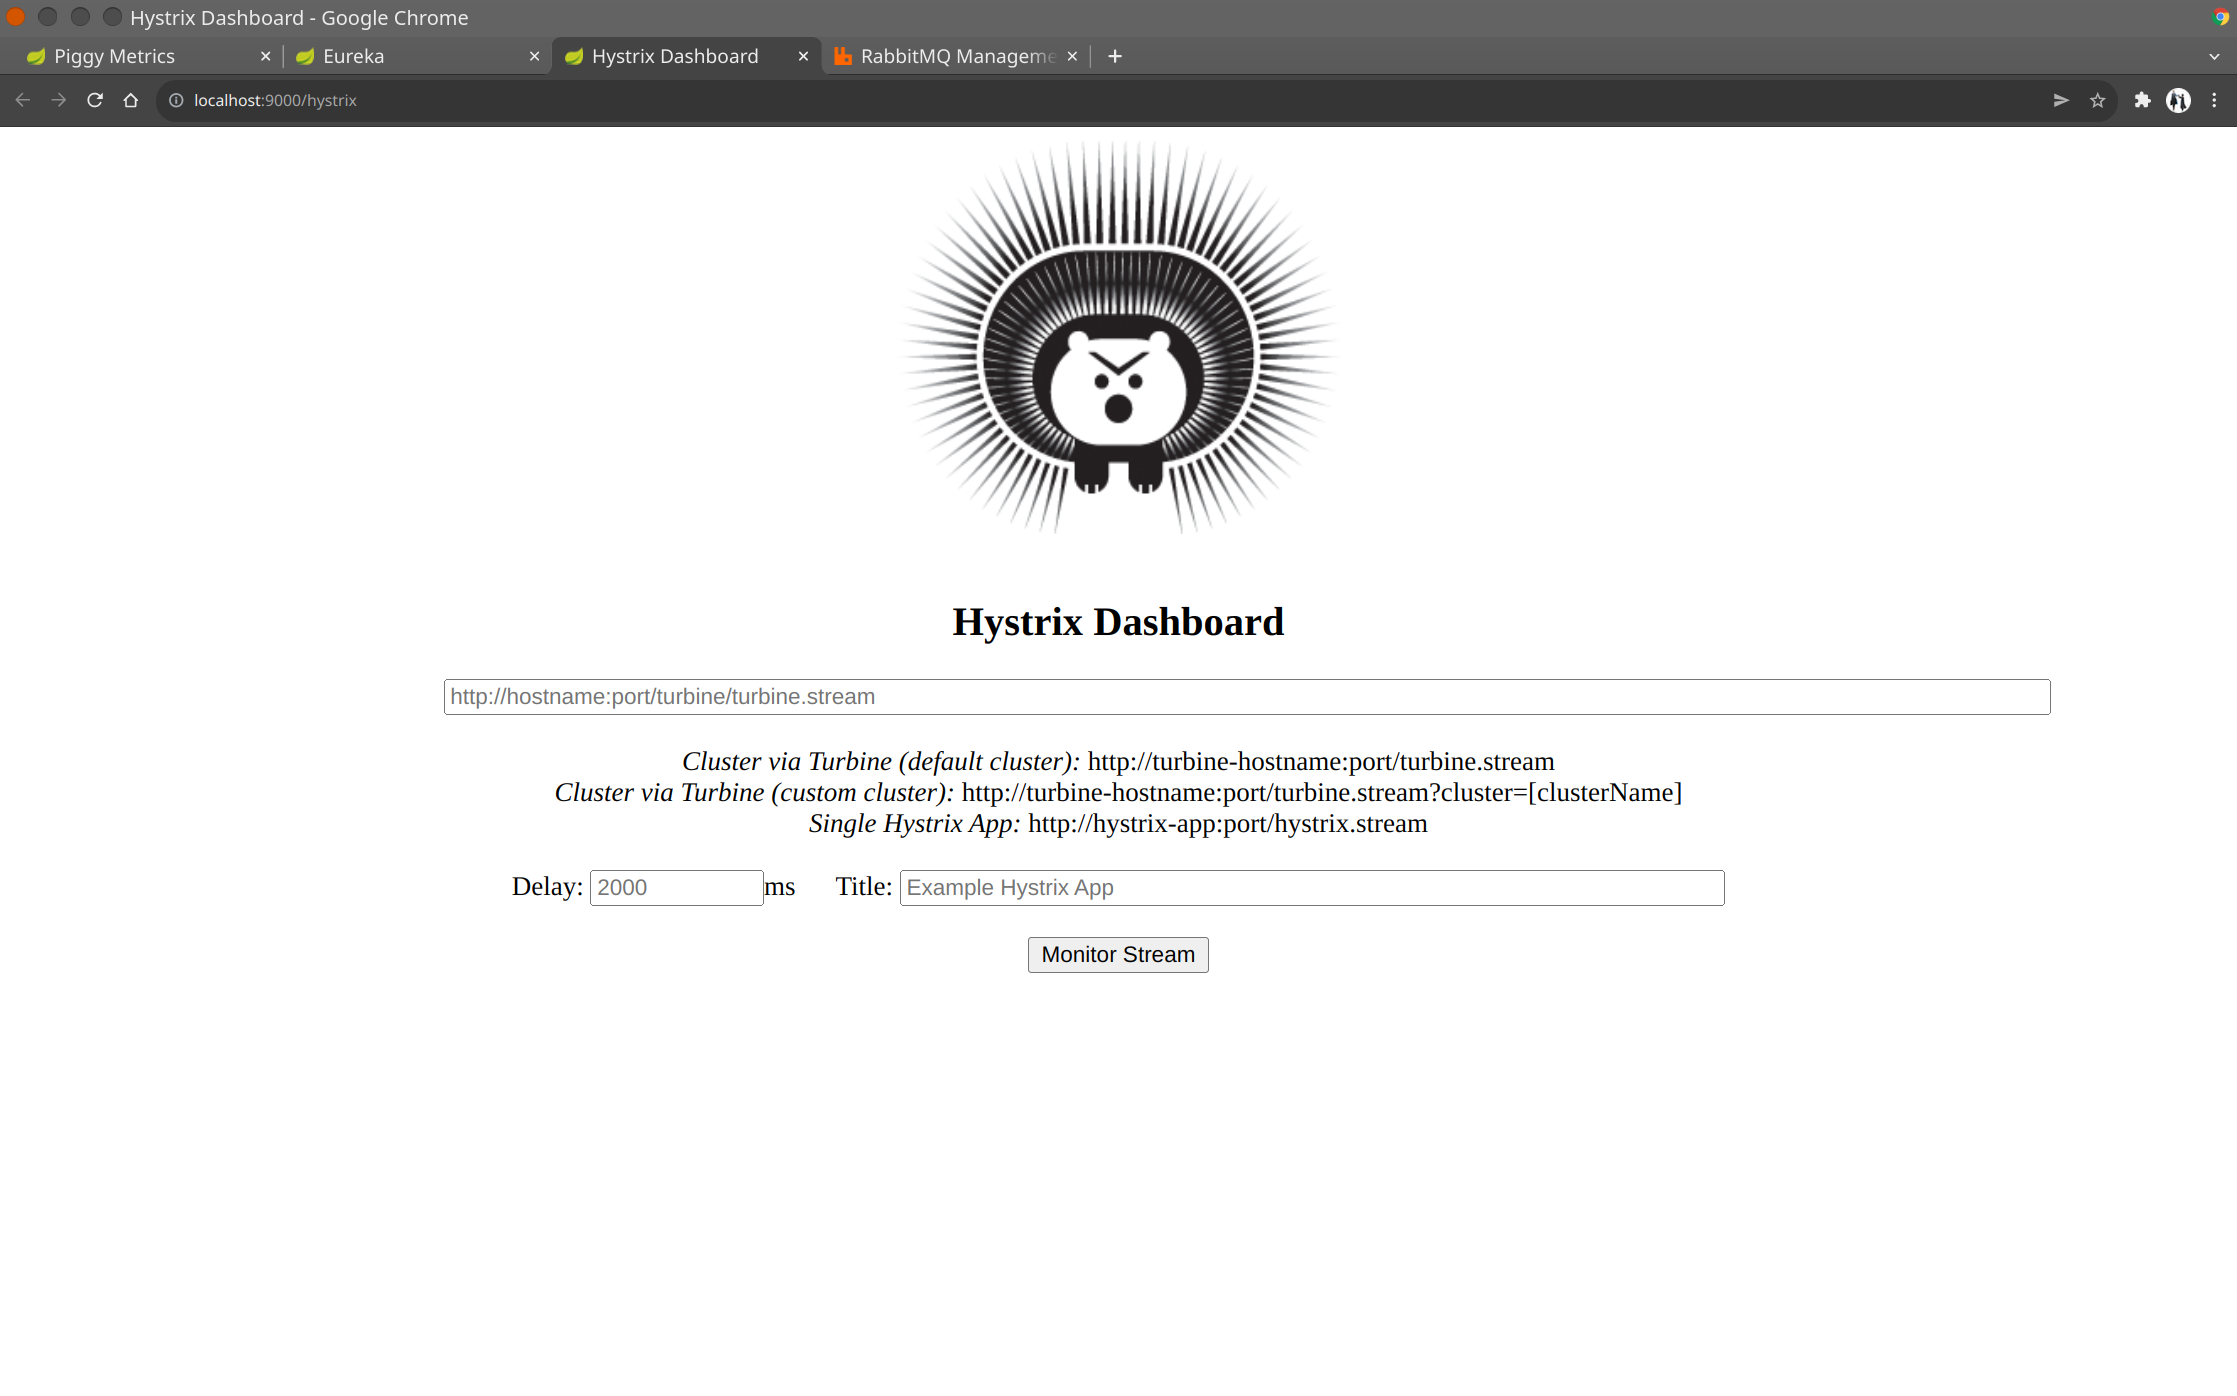 Hystrix Dashboard - Google Chrome
Piggy Metrics
Eureka
Hystrix Dashboard
RabbitMQ Manageme
localhost:9000/hystrix
Hystrix Dashboard
http://hostname:port/turbine/turbine.stream
Cluster via Turbine (default cluster): http://turbine-hostname:port/turbine.stream
Cluster via Turbine (custom cluster): http://turbine-hostname:port/turbine.stream?cluster=[clusterName]
Single Hystrix App: http://hystrix-app:port/hystrix.stream
Delay: 2000 ms Title: Example Hystrix App
Monitor Stream